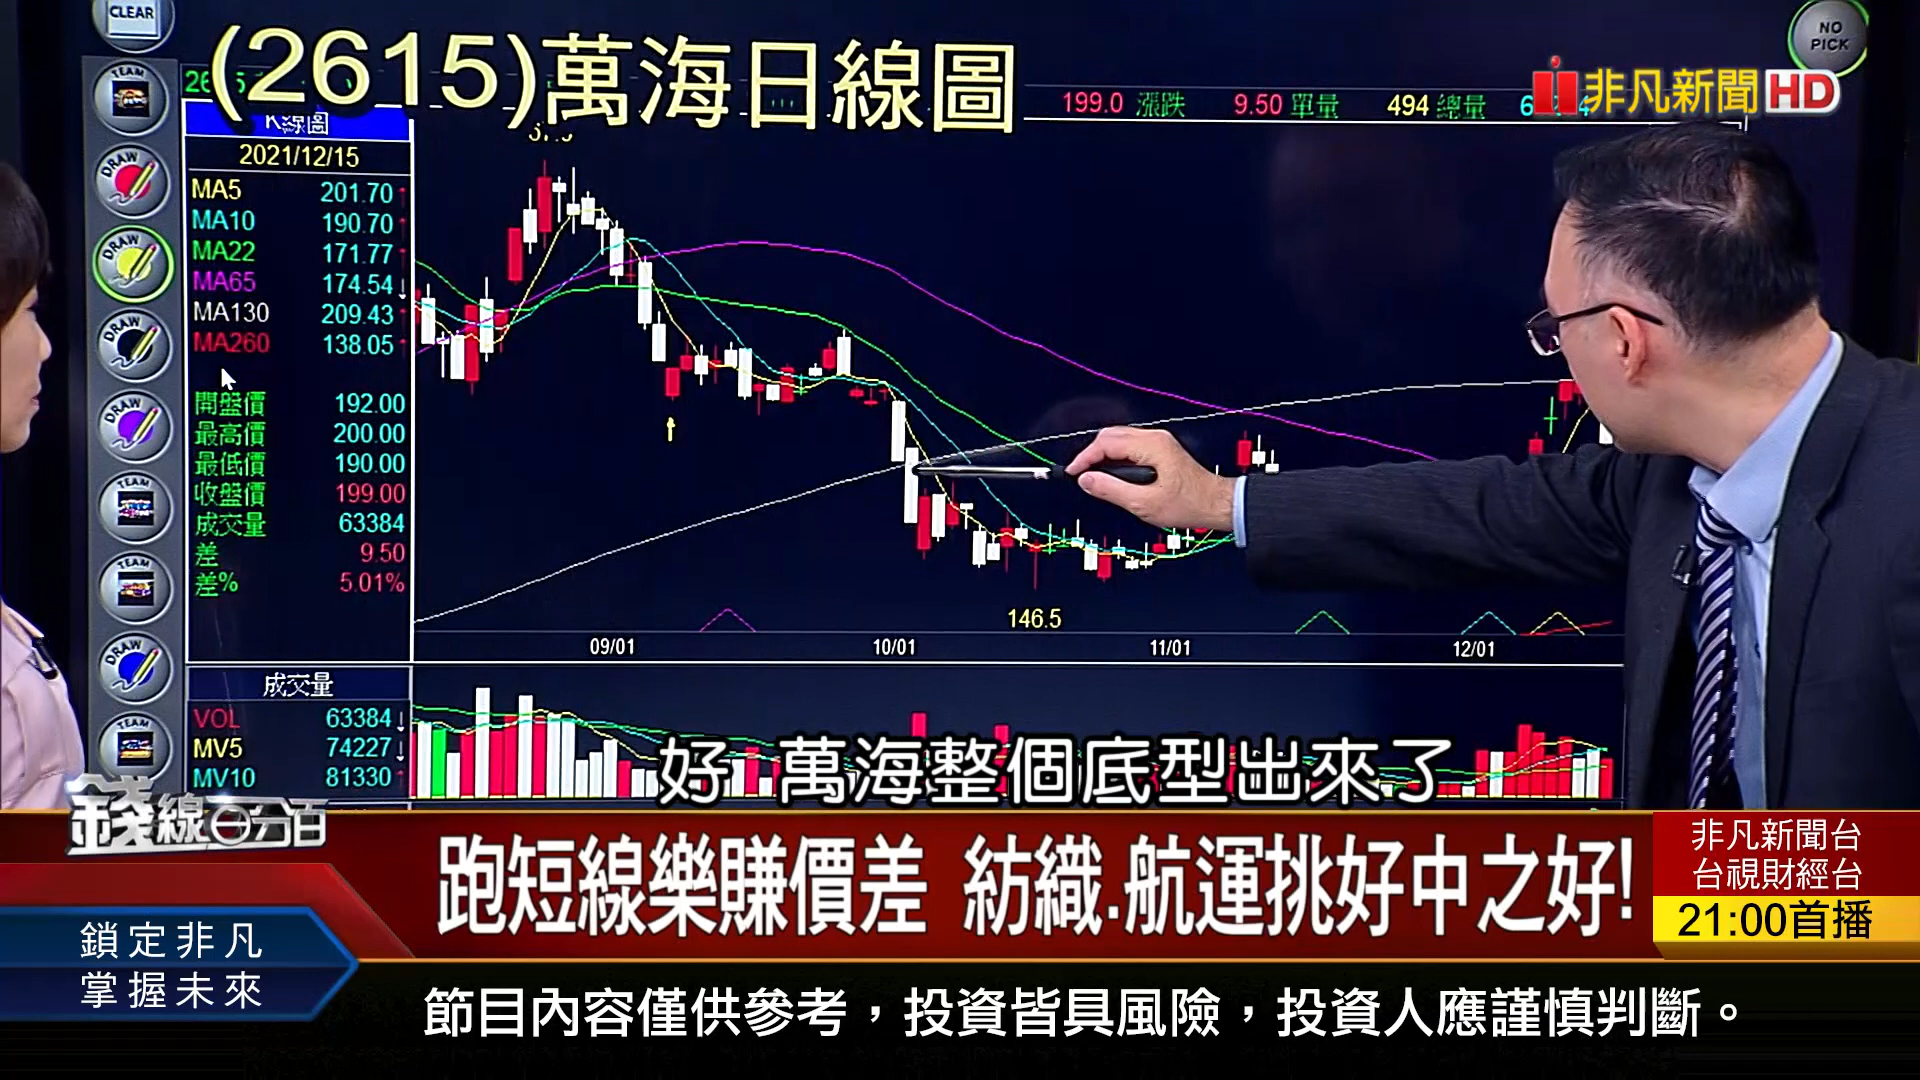 CLEAR
(2615)萬海日線圖
NO
PICK
非凡新聞HD
199.0 漲跌 9.50 單量 494 總量
K線圖
2021/12/15
MA5 201.70
MA10 190.70
MA22 171.77
MA65 174.54
MA130 209.43
MA260 138.05
開盤價 192.00
最高價 200.00
最低價 190.00
收盤價 199.00
成交量 63384
差 9.50
差% 5.01%
TEAM
DRAW
DRAW
DRAW
DRAW
TEAM
TEAM
DRAW
TEAM
146.5
09/01 10/01 11/01 12/01
成交量
VOL 63384
MV5 74227
MV10 81330
好 萬海整個底型出來了
錢線百分百
跑短線樂賺價差 紡織.航運挑好中之好!
非凡新聞台
台視財經台
21:00首播
鎖定非凡
掌握未來
節目內容僅供參考，投資皆具風險，投資人應謹慎判斷。